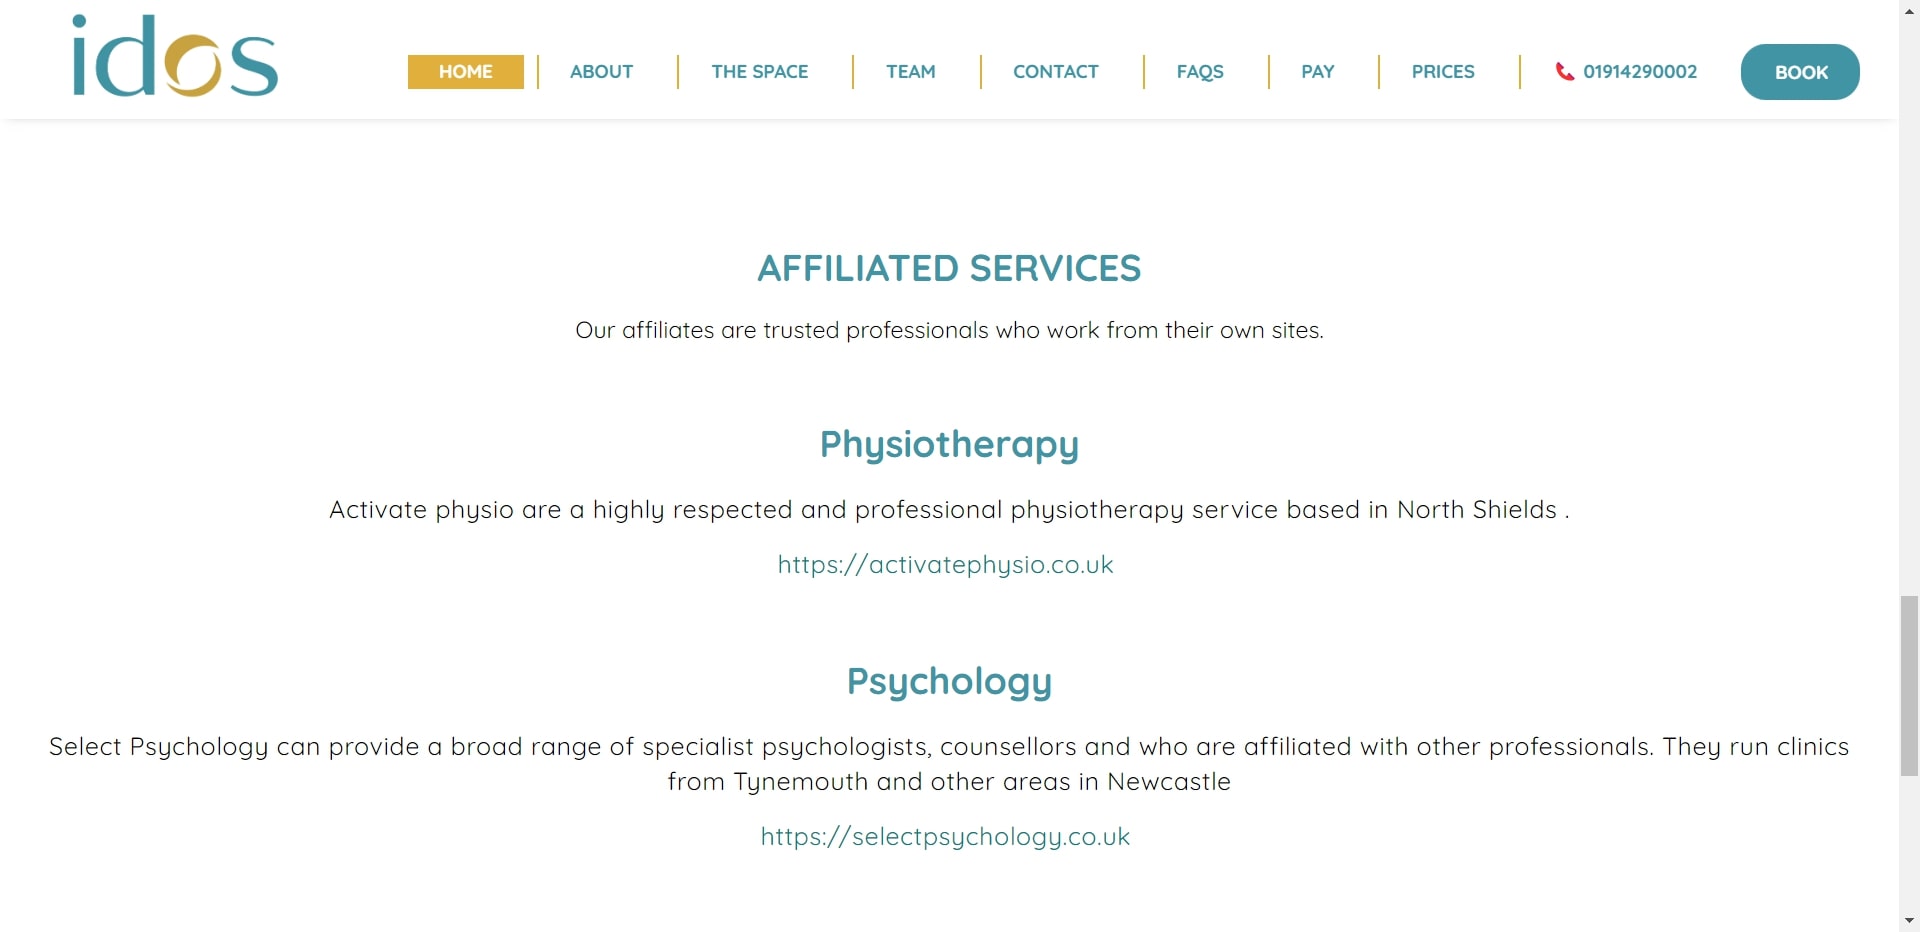 idos
HOME
ABOUT
THE SPACE
TEAM
CONTACT
FAQS
PAY
PRICES
01914290002
BOOK
AFFILIATED SERVICES
Our affiliates are trusted professionals who work from their own sites.
Physiotherapy
Activate physio are a highly respected and professional physiotherapy service based in North Shields .
https://activatephysio.co.uk
Psychology
Select Psychology can provide a broad range of specialist psychologists, counsellors and who are affiliated with other professionals. They run clinics
from Tynemouth and other areas in Newcastle
https://selectpsychology.co.uk